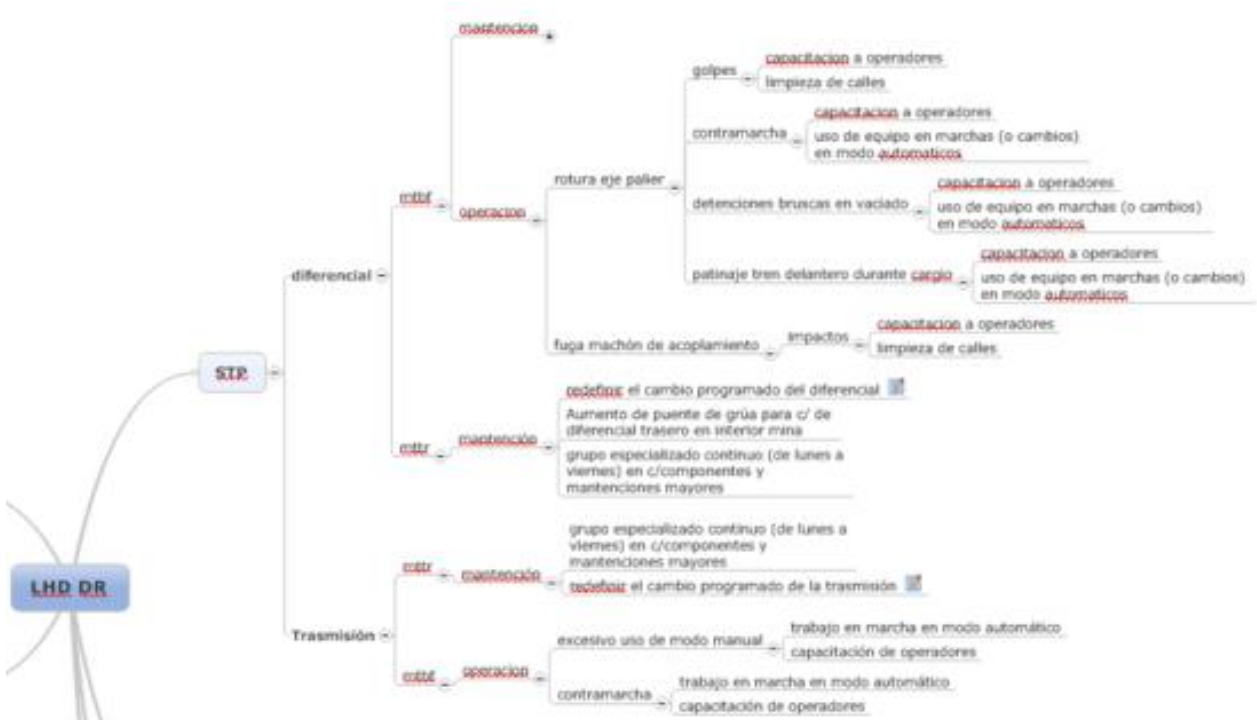 LHD DR
STP
diferencial
mtbf
mantencion
operacion
rotura eje palier
golpes
capacitacion a operadores
limpieza de calles
contramarcha
capacitacion a operadores
uso de equipo en marchas (o cambios)
en modo automaticos
detenciones bruscas en vaciado
capacitacion a operadores
uso de equipo en marchas (o cambios)
en modo automaticos
patinaje tren delantero durante cargio
capacitacion a operadores
uso de equipo en marchas (o cambios)
en modo automaticos
fuga machón de acoplamiento
impactos
capacitacion a operadores
limpieza de calles
mttr
mantención
redefinir el cambio programado del diferencial
Aumento de puente de grúa para c/ de
diferencial trasero en interior mina
grupo especializado continuo (de lunes a
viernes) en c/componentes y
mantenciones mayores
Trasmisión
mttr
mantención
grupo especializado continuo (de lunes a
viernes) en c/componentes y
mantenciones mayores
redefinir el cambio programado de la trasmisión
mtbf
operacion
excesivo uso de modo manual
trabajo en marcha en modo automático
capacitación de operadores
contramarcha
trabajo en marcha en modo automático
capacitación de operadores